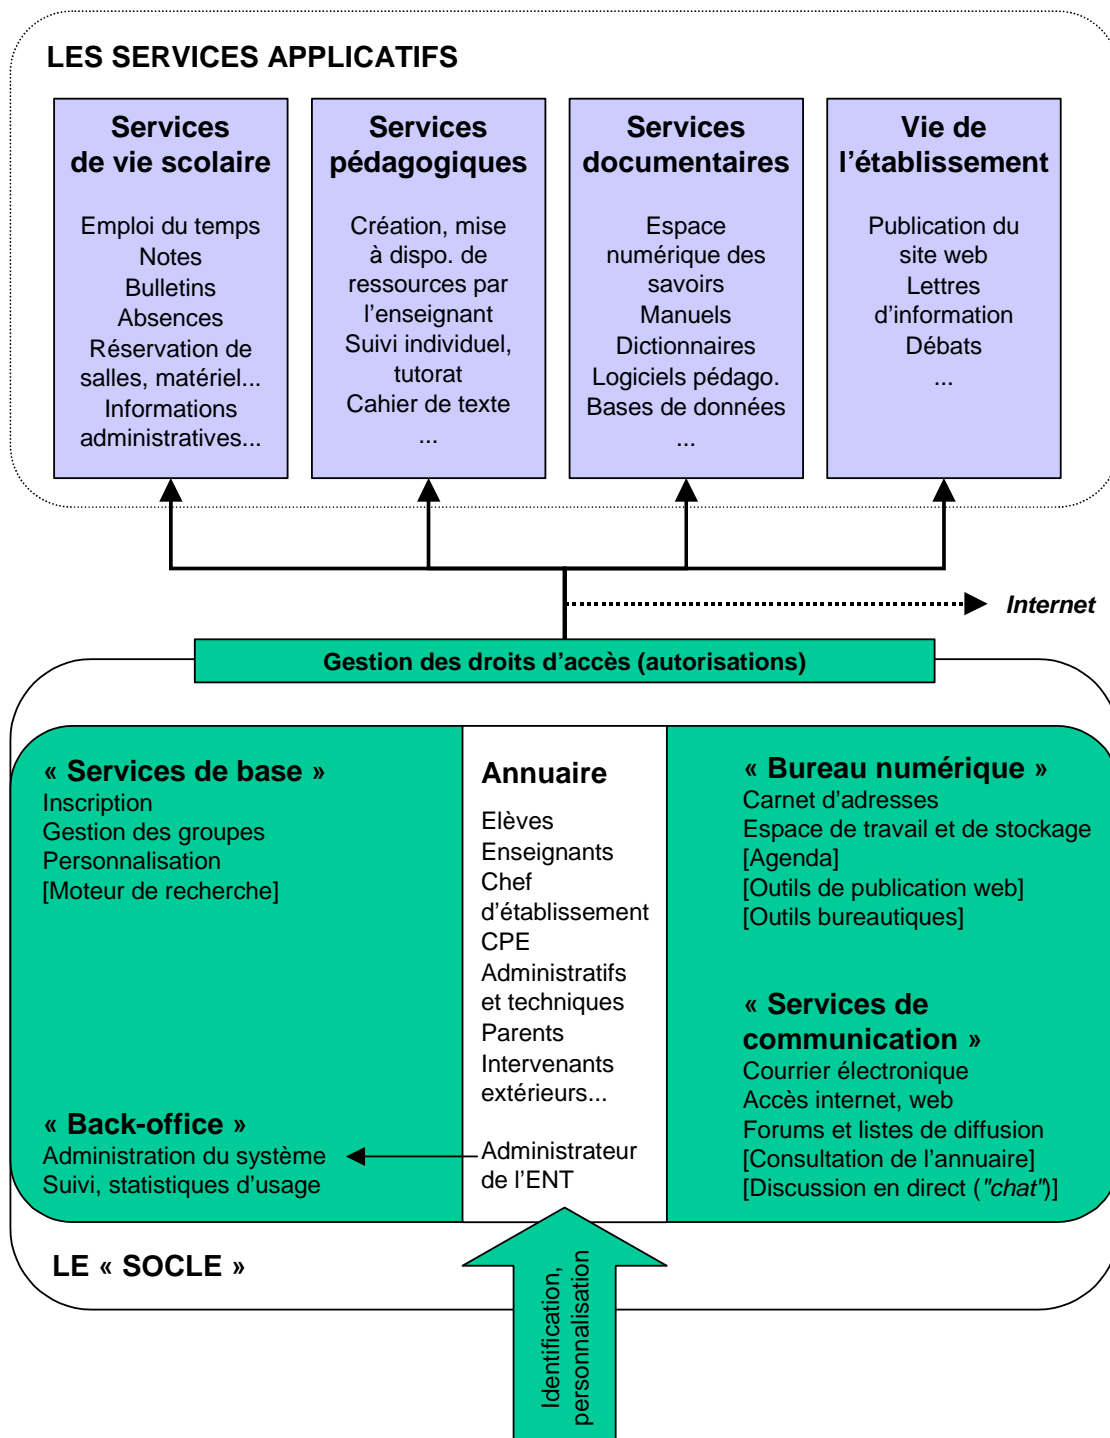 LES SERVICES APPLICATIFS
Services
de vie scolaire
Emploi du temps
Notes
Bulletins
Absences
Réservation de
salles, matériel...
Informations
administratives...
Services
pédagogiques
Création, mise
à dispo. de
ressources par
l’enseignant
Suivi individuel,
tutorat
Cahier de texte
...
Services
documentaires
Espace
numérique des
savoirs
Manuels
Dictionnaires
Logiciels pédago.
Bases de données
...
Vie de
l’établissement
Publication du
site web
Lettres
d’information
Débats
...
Internet
Gestion des droits d’accès (autorisations)
« Services de base »
Inscription
Gestion des groupes
Personnalisation
[Moteur de recherche]
« Back-office »
Administration du système
Suivi, statistiques d’usage
Annuaire
Elèves
Enseignants
Chef
d’établissement
CPE
Administratifs
et techniques
Parents
Intervenants
extérieurs...
Administrateur
de l’ENT
« Bureau numérique »
Carnet d’adresses
Espace de travail et de stockage
[Agenda]
[Outils de publication web]
[Outils bureautiques]
« Services de
communication »
Courrier électronique
Accès internet, web
Forums et listes de diffusion
[Consultation de l’annuaire]
[Discussion en direct ("chat")]
LE « SOCLE »
Identification,
personnalisation